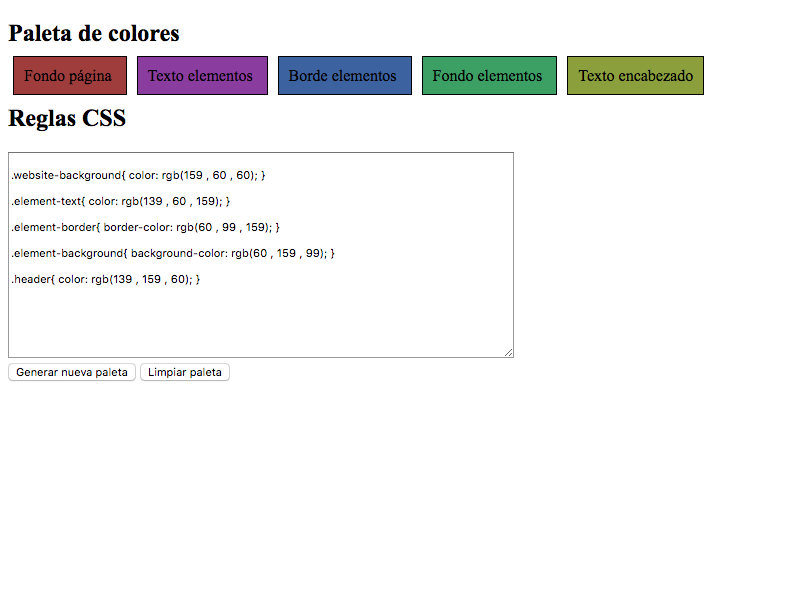 Paleta de colores
Fondo página Texto elementos Borde elementos Fondo elementos Texto encabezado
Reglas CSS
.website-background{ color: rgb(159 , 60 , 60); }
.element-text{ color: rgb(139 , 60 , 159); }
.element-border{ border-color: rgb(60 , 99 , 159); }
.element-background{ background-color: rgb(60 , 159 , 99); }
.header{ color: rgb(139 , 159 , 60); }
Generar nueva paleta Limpiar paleta